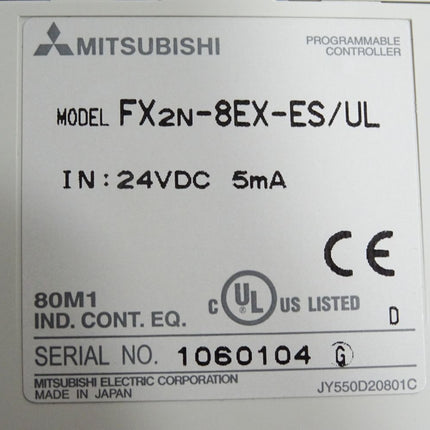 MITSUBISHI
PROGRAMMABLE
CONTROLLER
MODEL FX2N-8EX-ES/UL
IN: 24VDC 5mA
CE
80M1
IND. CONT. EQ.
C UL ® US LISTED
D
SERIAL NO. 1060104 G
MITSUBISHI ELECTRIC CORPORATION
MADE IN JAPAN
JY550D20801C